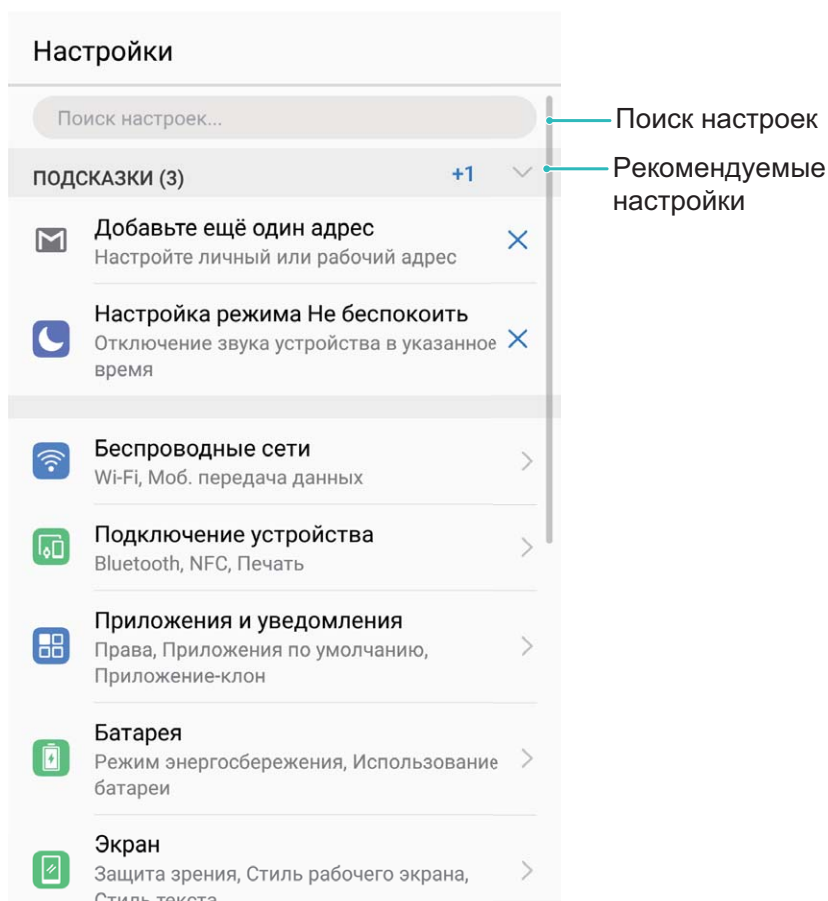 Настройки
Поиск настроек...
Поиск настроек
ПОДСКАЗКИ (3) +1
Рекомендуемые
настройки
Добавьте ещё один адрес
Настройте личный или рабочий адрес
Настройка режима Не беспокоить
Отключение звука устройства в указанное
время
Беспроводные сети
Wi-Fi, Моб. передача данных
Подключение устройства
Bluetooth, NFC, Печать
Приложения и уведомления
Права, Приложения по умолчанию,
Приложение-клон
Батарея
Режим энергосбережения, Использование
батареи
Экран
Защита зрения, Стиль рабочего экрана,
Стиль текста